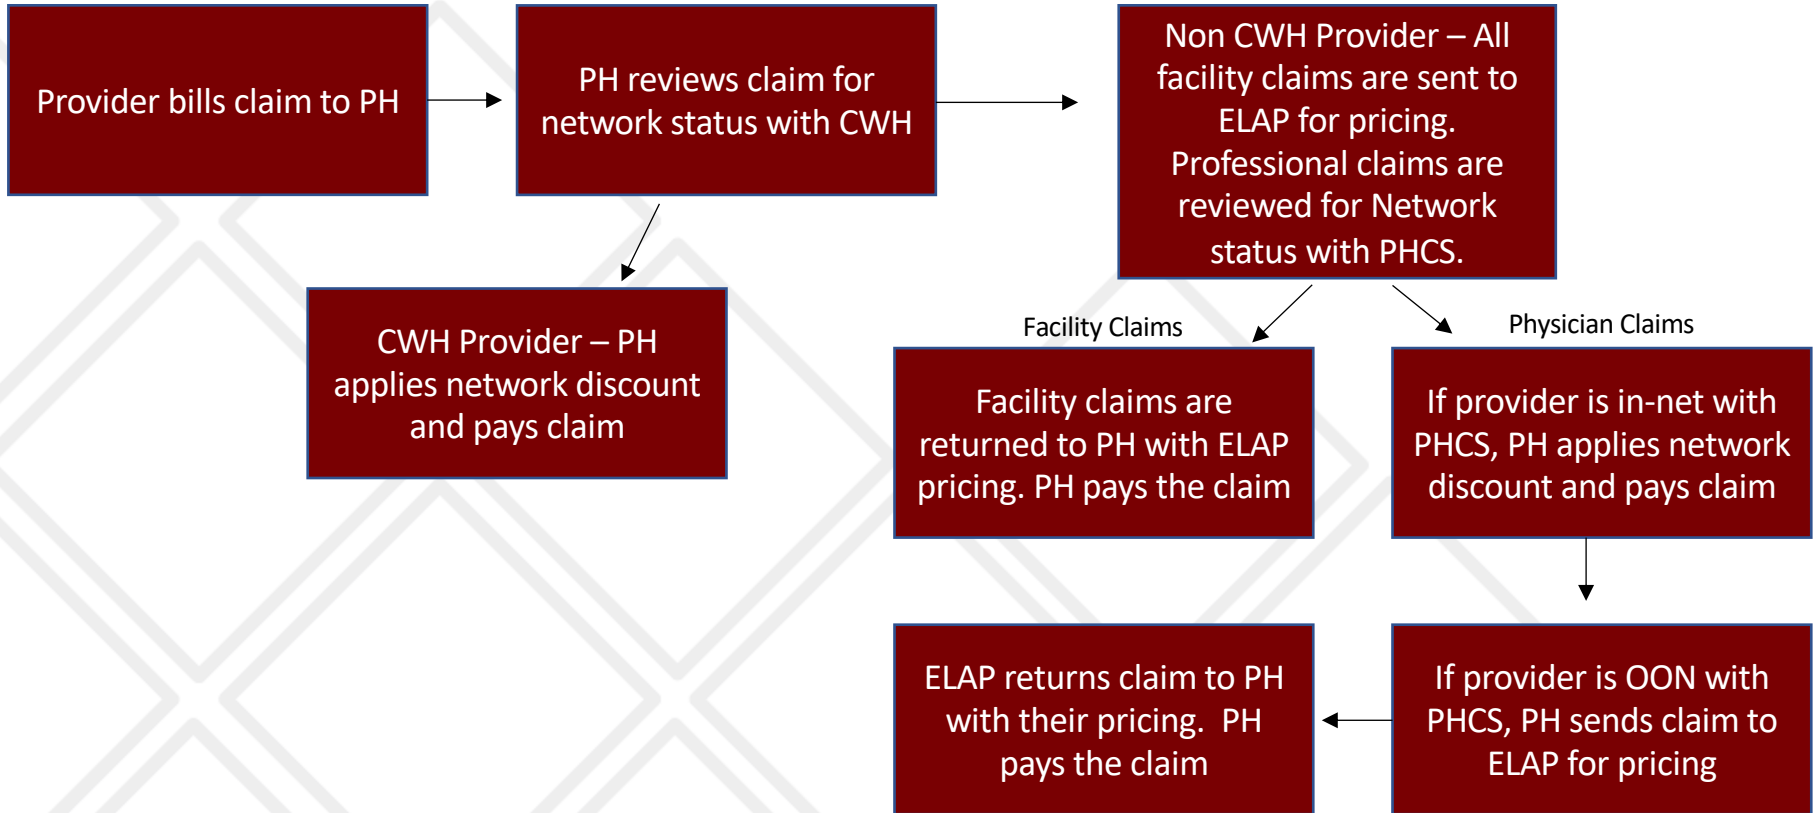 Provider bills claim to PH
PH reviews claim for
network status with CWH
Non CWH Provider – All
facility claims are sent to
ELAP for pricing.
Professional claims are
reviewed for Network
status with PHCS.
CWH Provider – PH
applies network discount
and pays claim
Facility Claims
Physician Claims
Facility claims are
returned to PH with ELAP
pricing. PH pays the claim
If provider is in-net with
PHCS, PH applies network
discount and pays claim
ELAP returns claim to PH
with their pricing.  PH
pays the claim
If provider is OON with
PHCS, PH sends claim to
ELAP for pricing